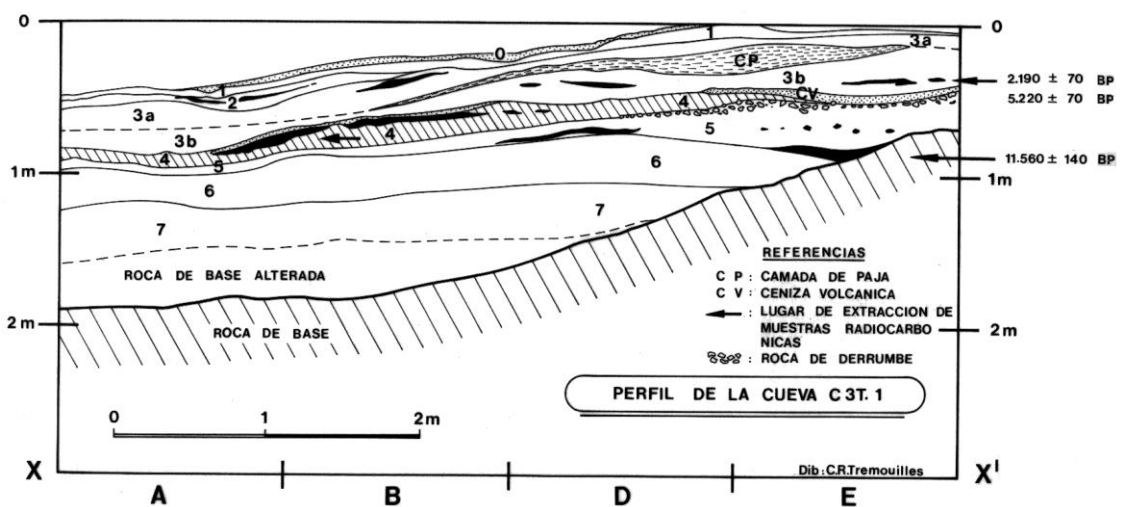 0
0
0
1
3a
CP
1
2
3b
2.190 ± 70 BP
3a
4
CV
5.220 ± 70 BP
3b
4
5
4
5
11.560 ± 140 BP
1m
6
6
1m
7
7
ROCA DE BASE ALTERADA
REFERENCIAS
C P : CAMADA DE PAJA
C V : CENIZA VOLCANICA
: LUGAR DE EXTRACCION DE
MUESTRAS RADIOCARBO
NICAS
: ROCA DE DERRUMBE
2m
ROCA DE BASE
2m
PERFIL DE LA CUEVA C 3T. 1
0 1 2m
Dib: C.R.Tremouilles
X X'
A B D E